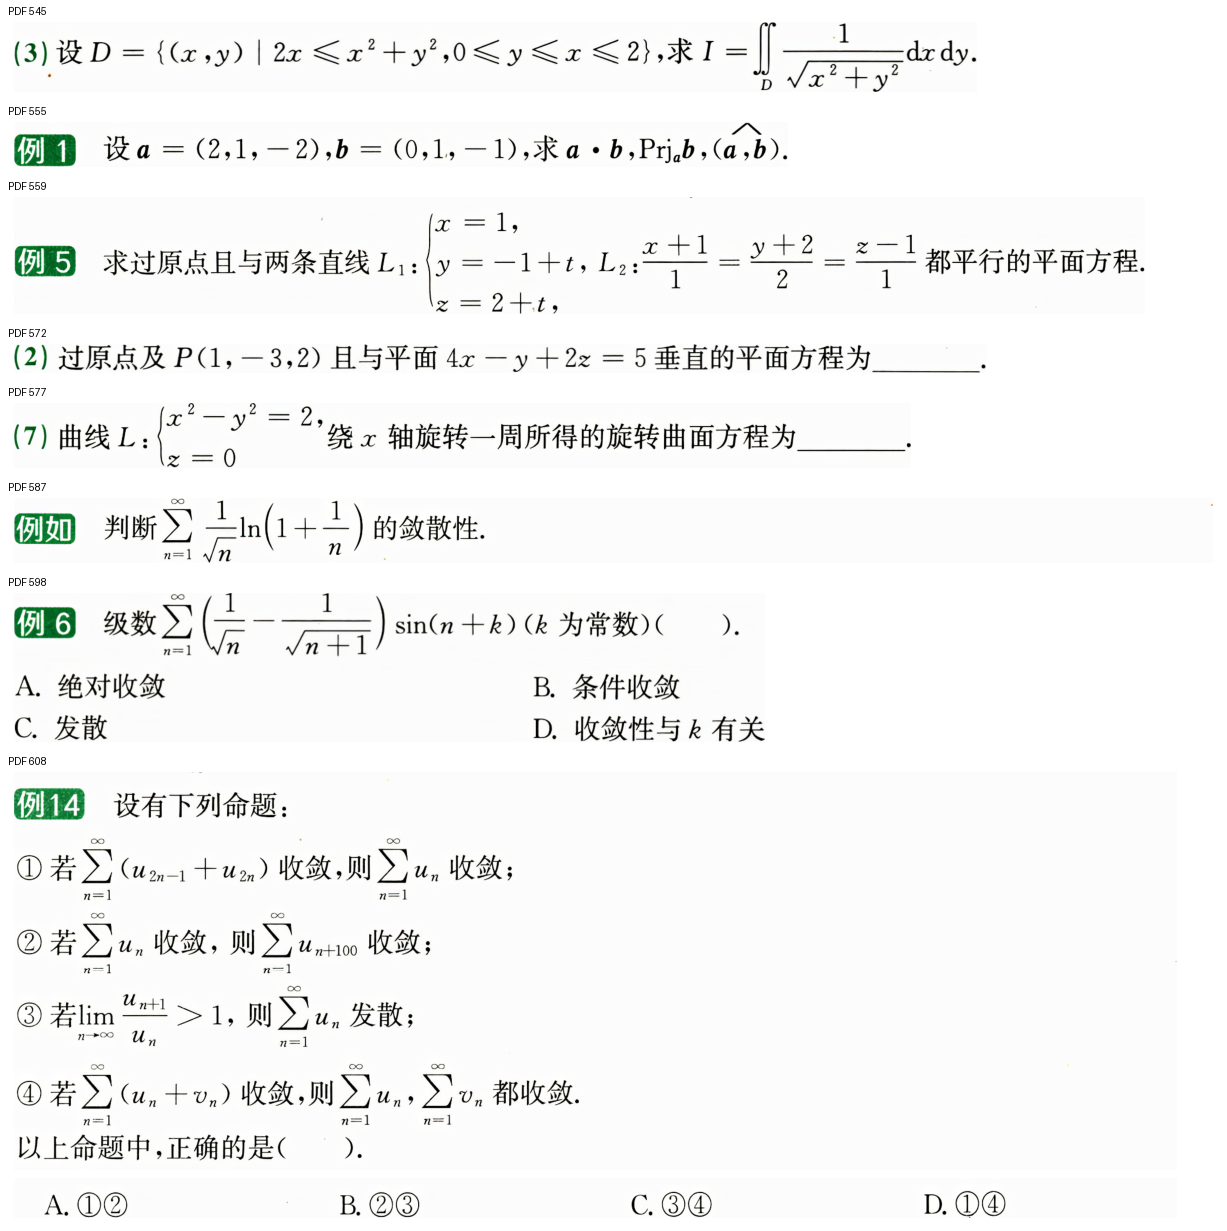 PDF 545
(3) 设 D = {(x,y) | 2x ⩽ x² + y², 0 ⩽ y ⩽ x ⩽ 2},求 I = ∬_D 1/√(x² + y²) dx dy.
PDF 555
例 1 设 a = (2,1,−2),b = (0,1,−1),求 a · b,Prj_a b,(a,^b).
PDF 559
例 5 求过原点且与两条直线 L₁:{x = 1, y = −1+t, z = 2+t, L₂:(x+1)/1 = (y+2)/2 = (z−1)/1 都平行的平面方程.
PDF 572
(2) 过原点及 P(1,−3,2) 且与平面 4x − y + 2z = 5 垂直的平面方程为________.
PDF 577
(7) 曲线 L:{x² − y² = 2, z = 0 绕 x 轴旋转一周所得的旋转曲面方程为________.
PDF 587
例如 判断 ∑_{n=1}^{∞} 1/√n ln(1 + 1/n) 的敛散性.
PDF 598
例 6 级数 ∑_{n=1}^{∞} (1/√n − 1/√(n+1)) sin(n+k) (k 为常数)( ).
A. 绝对收敛 B. 条件收敛
C. 发散 D. 收敛性与 k 有关
PDF 608
例14 设有下列命题:
① 若 ∑_{n=1}^{∞} (u_{2n−1} + u_{2n}) 收敛,则 ∑_{n=1}^{∞} u_n 收敛;
② 若 ∑_{n=1}^{∞} u_n 收敛, 则 ∑_{n=1}^{∞} u_{n+100} 收敛;
③ 若 lim_{n→∞} u_{n+1}/u_n > 1, 则 ∑_{n=1}^{∞} u_n 发散;
④ 若 ∑_{n=1}^{∞} (u_n + v_n) 收敛,则 ∑_{n=1}^{∞} u_n, ∑_{n=1}^{∞} v_n 都收敛.
以上命题中,正确的是( ).
A. ①② B. ②③ C. ③④ D. ①④